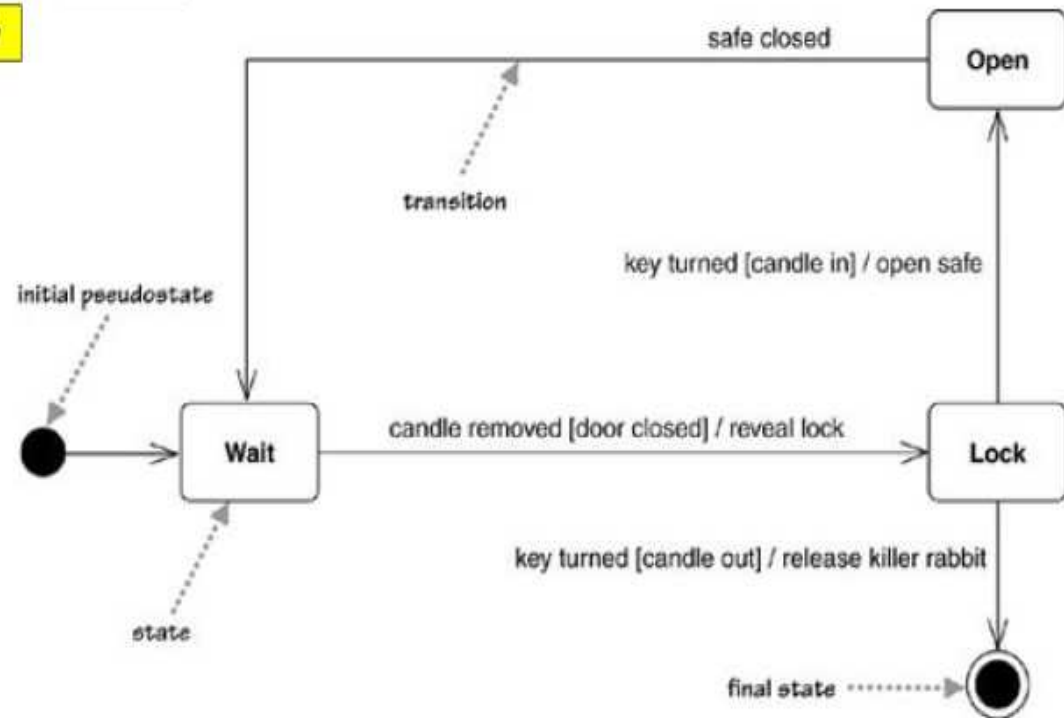 safe closed
Open
transition
key turned [candle in] / open safe
initial pseudostate
Wait
candle removed [door closed] / reveal lock
Lock
key turned [candle out] / release killer rabbit
state
final state